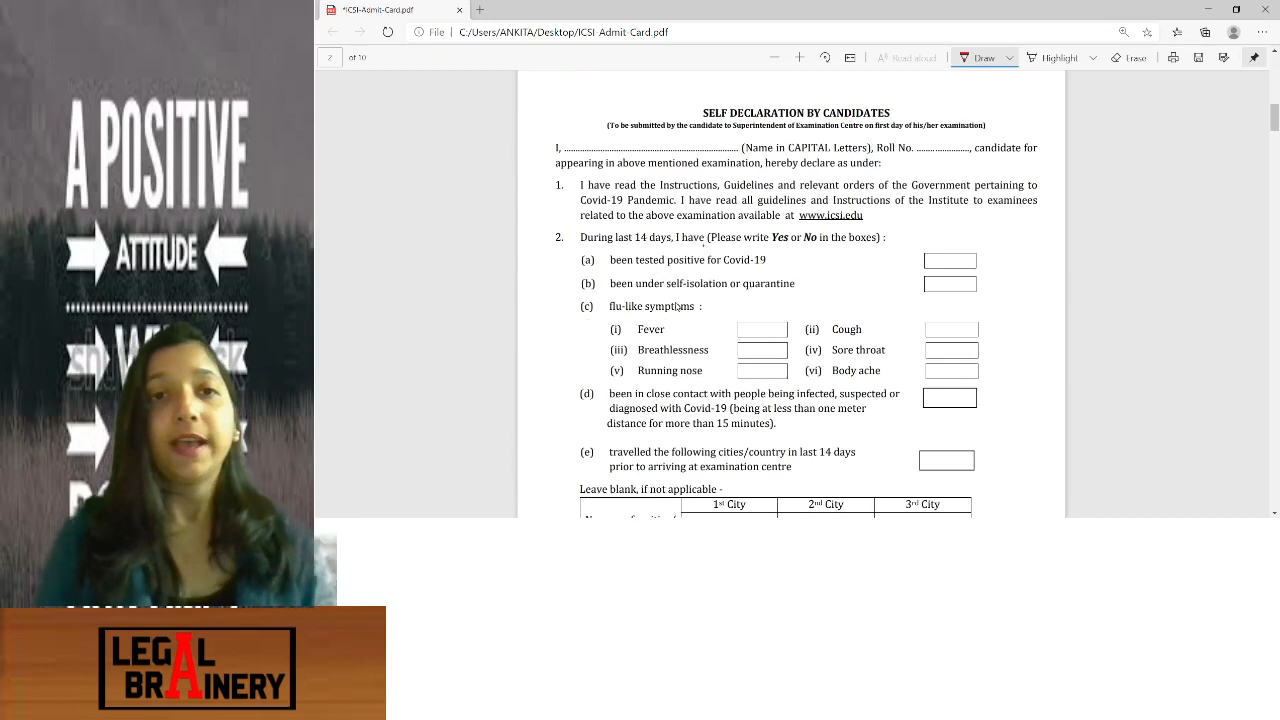 *ICSI-Admit-Card.pdf
File
C:/Users/ANKITA/Desktop/ICSI-Admit-Card.pdf
2 of 10
Read aloud
Draw
Highlight
Erase
A POSITIVE
ATTITUDE
SELF DECLARATION BY CANDIDATES
(To be submitted by the candidate to Superintendent of Examination Centre on first day of his/her examination)
I, ................................................................. (Name in CAPITAL Letters), Roll No. ...................., candidate for
appearing in above mentioned examination, hereby declare as under:
1. I have read the Instructions, Guidelines and relevant orders of the Government pertaining to
Covid-19 Pandemic. I have read all guidelines and Instructions of the Institute to examinees
related to the above examination available at www.icsi.edu
2. During last 14 days, I have (Please write Yes or No in the boxes) :
(a) been tested positive for Covid-19
(b) been under self-isolation or quarantine
(c) flu-like symptoms :
(i) Fever (ii) Cough
(iii) Breathlessness (iv) Sore throat
(v) Running nose (vi) Body ache
(d) been in close contact with people being infected, suspected or
diagnosed with Covid-19 (being at less than one meter
distance for more than 15 minutes).
(e) travelled the following cities/country in last 14 days
prior to arriving at examination centre
Leave blank, if not applicable -
1st City 2nd City 3rd City
LEGAL
BRAINERY